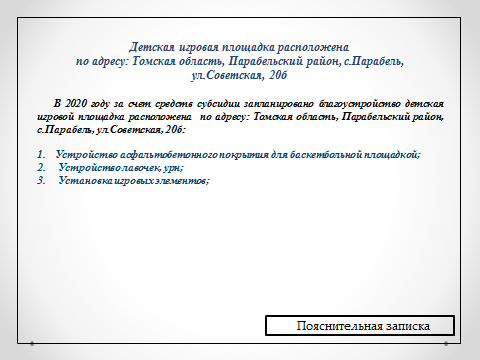 Детская игровая площадка расположена
по адресу: Томская область, Парабельский район, с.Парабель,
ул.Советская, 20б
В 2020 году за счет средств субсидии запланировано благоустройство детская
игровой площадка расположена по адресу: Томская область, Парабельский район,
с.Парабель, ул.Советская, 20б:
1. Устройство асфальтобетонного покрытия для баскетбольной площадкой;
2. Устройство лавочек, урн;
3. Установка игровых элементов;
Пояснительная записка